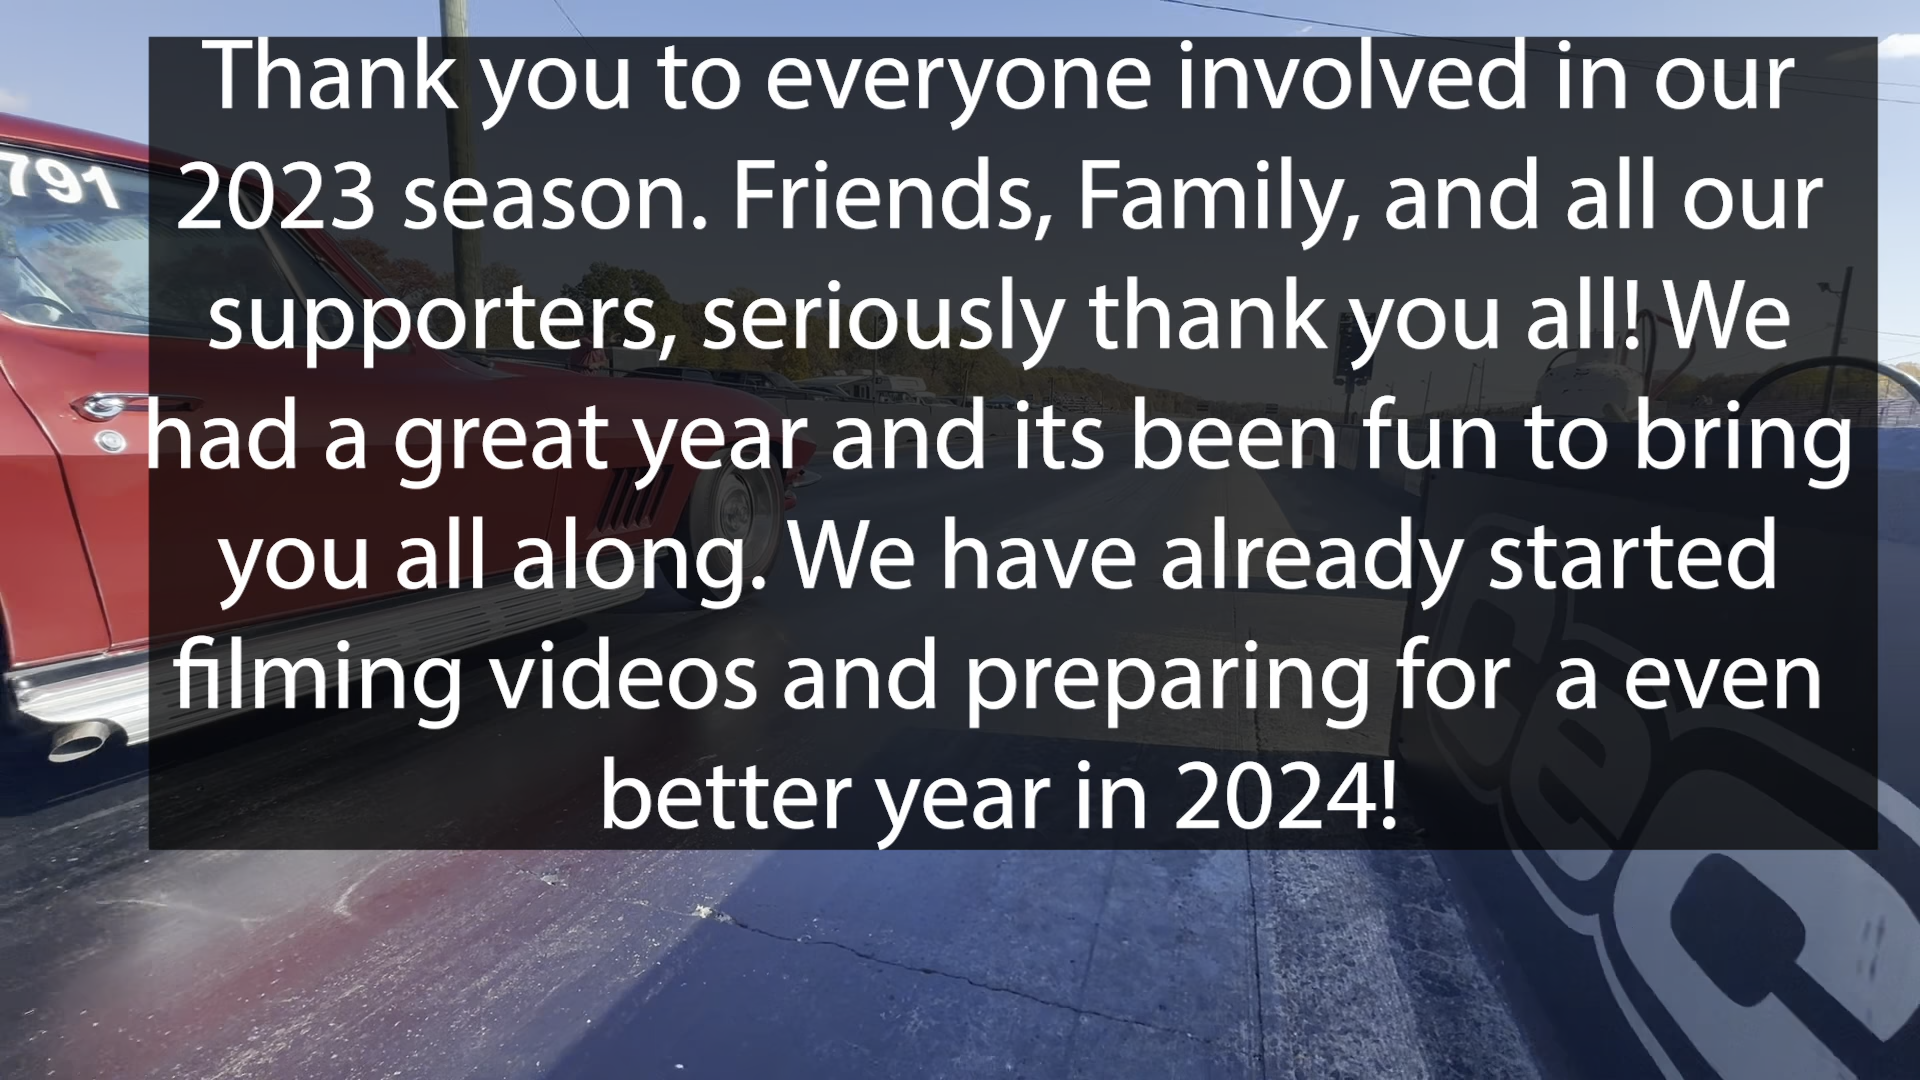 Thank you to everyone involved in our
2023 season. Friends, Family, and all our
supporters, seriously thank you all! We
had a great year and its been fun to bring
you all along. We have already started
filming videos and preparing for  a even
better year in 2024!
791